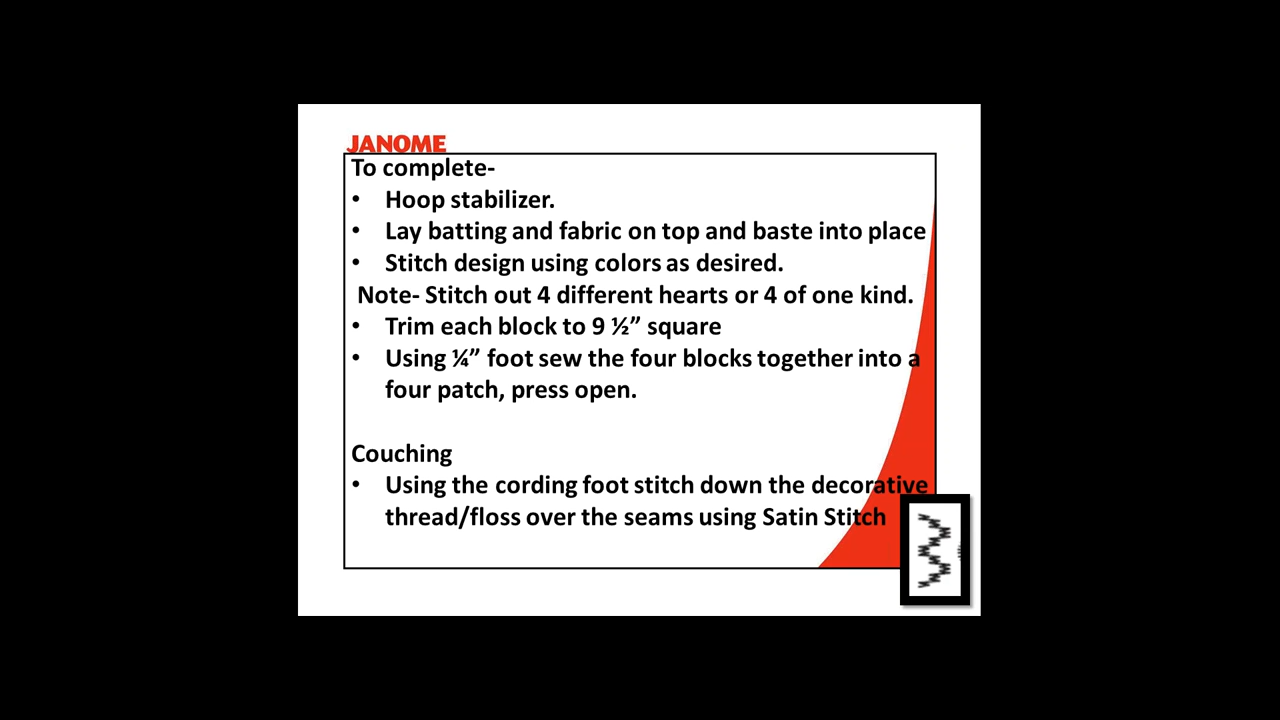 JANOME
To complete-
• Hoop stabilizer.
• Lay batting and fabric on top and baste into place
• Stitch design using colors as desired.
Note- Stitch out 4 different hearts or 4 of one kind.
• Trim each block to 9 ½” square
• Using ¼” foot sew the four blocks together into a
four patch, press open.
Couching
• Using the cording foot stitch down the decorative
thread/floss over the seams using Satin Stitch